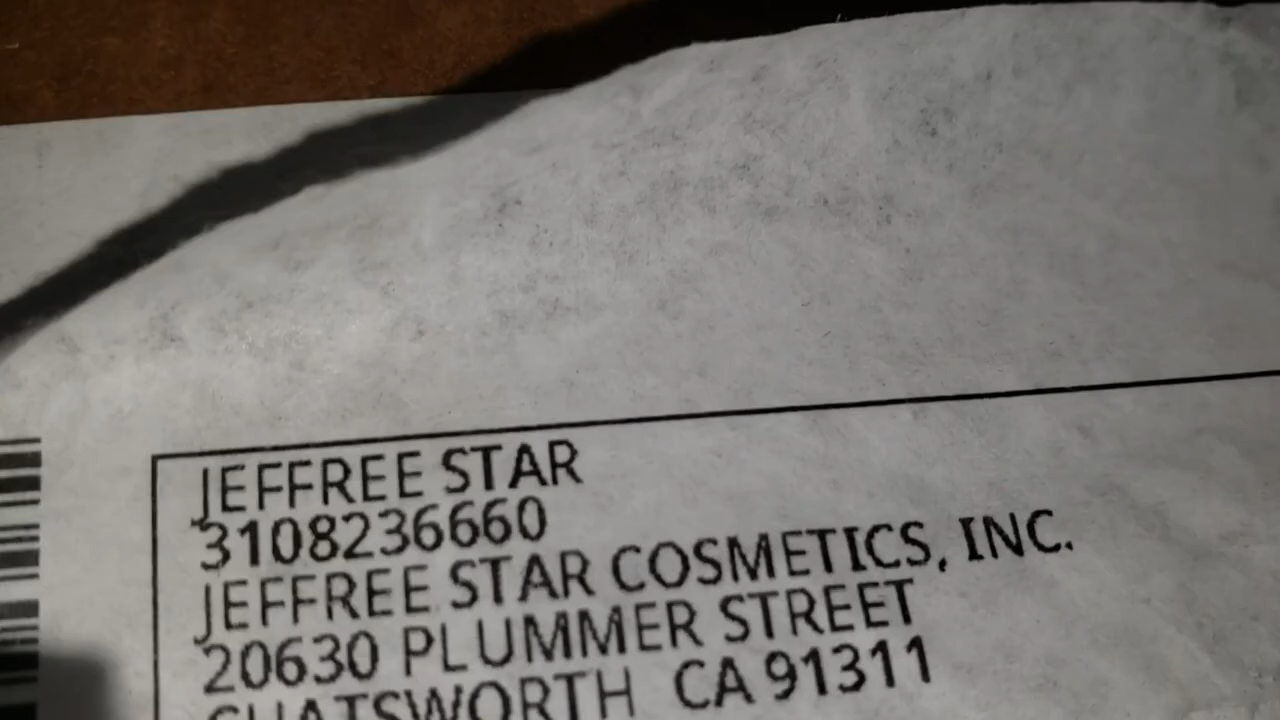 JEFFREE STAR
3108236660
JEFFREE STAR COSMETICS, INC.
20630 PLUMMER STREET
CHATSWORTH CA 91311